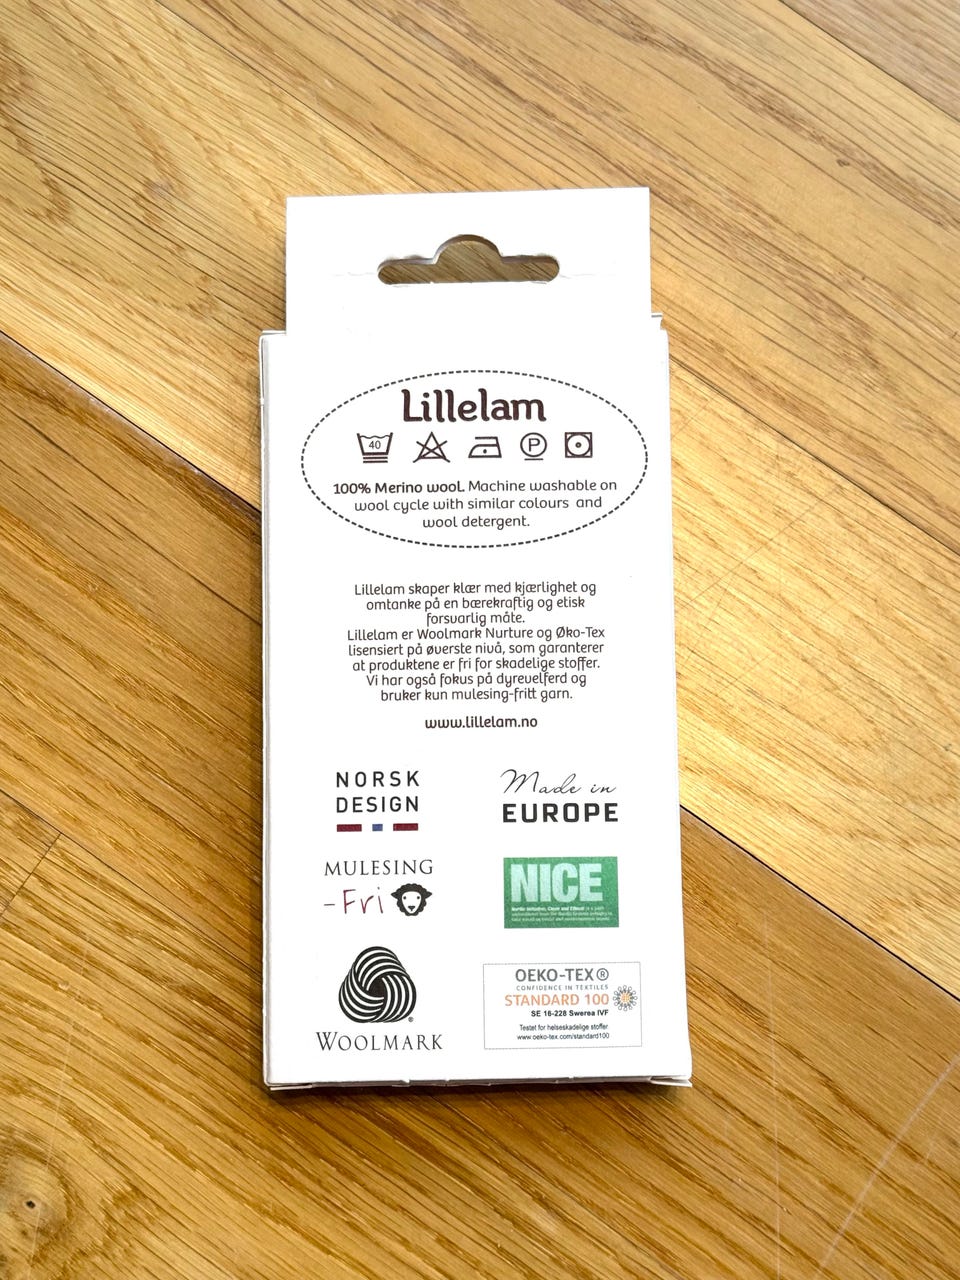 Lillelam
40 P
100% Merino wool. Machine washable on
wool cycle with similar colours and
wool detergent.
Lillelam skaper klær med kjærlighet og
omtanke på en bærekraftig og etisk
forsvarlig måte.
Lillelam er Woolmark Nurture og Øko-Tex
lisensiert på øverste nivå, som garanterer
at produktene er fri for skadelige stoffer.
Vi har også fokus på dyrevelferd og
bruker kun mulesing-fritt garn.
www.lillelam.no
NORSK
DESIGN
Made in
EUROPE
MULESING
-Fri
NICE
Nordic Initiative, Clean and Ethical
WOOLMARK
®
OEKO-TEX®
CONFIDENCE IN TEXTILES
STANDARD 100
SE 16-228 Swerea IVF
Testet for helseskadelige stoffer
www.oeko-tex.com/standard100